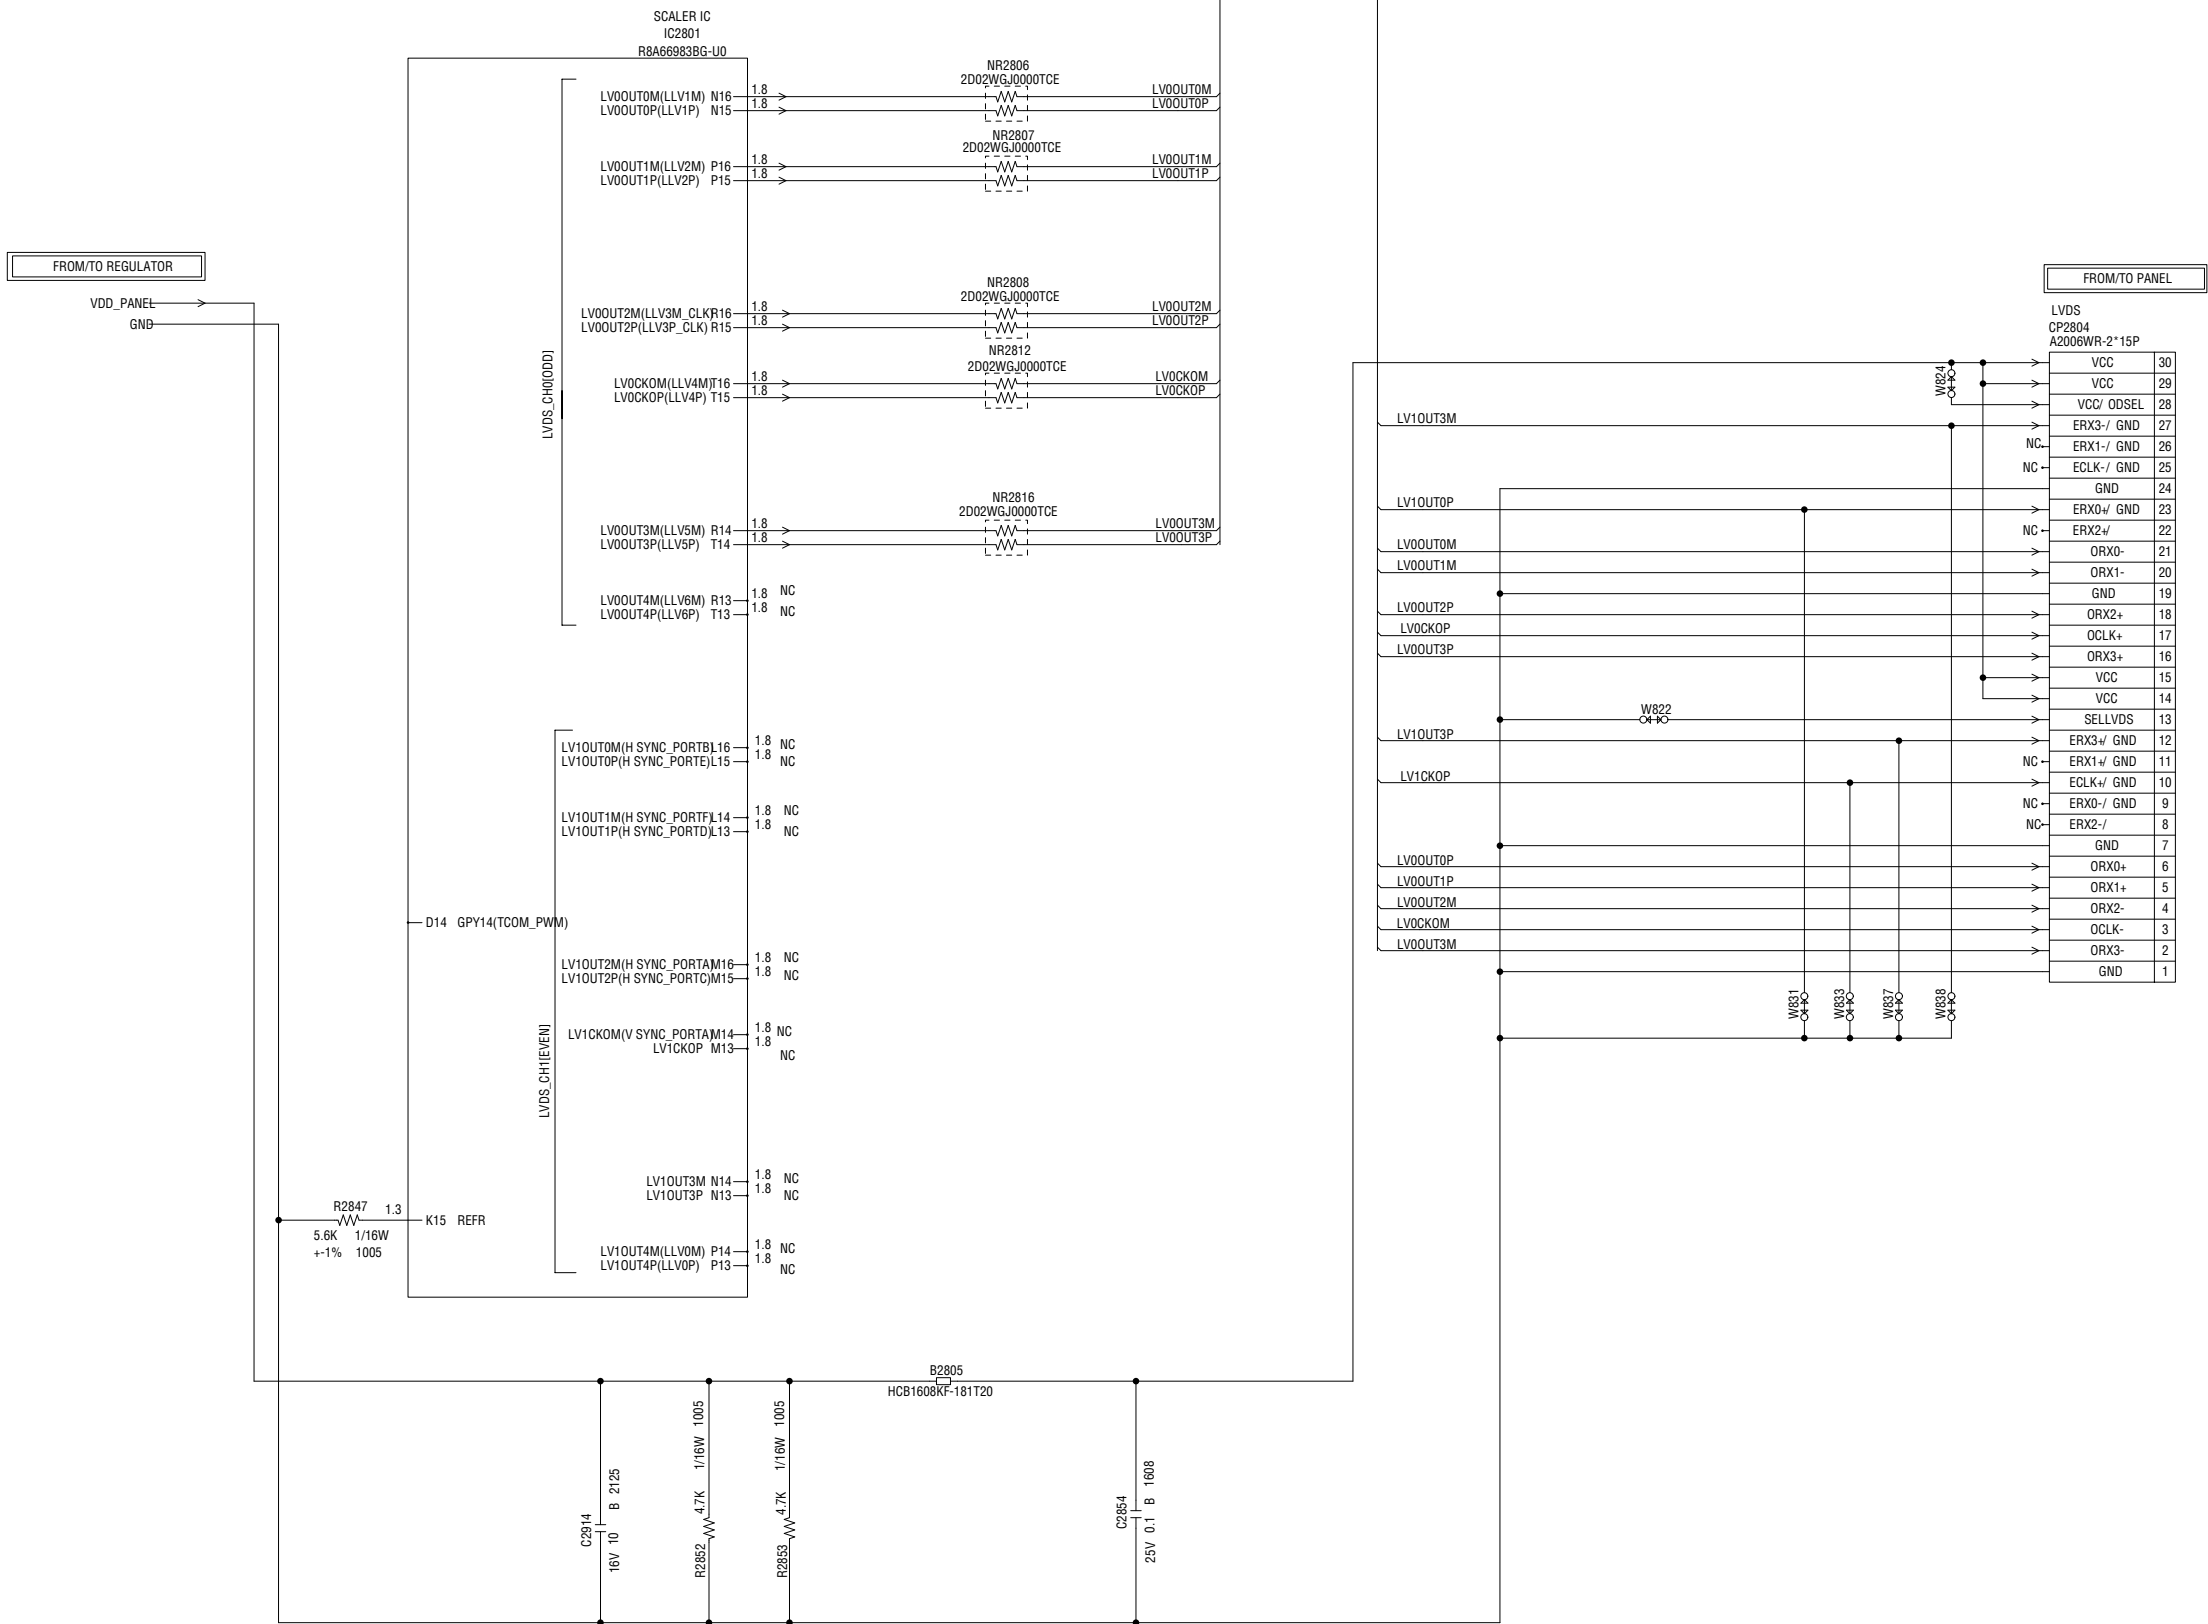 SCALER IC
IC2801
R8A66983BG-U0
LV0OUT0M(LLV1M) N16 1.8
LV0OUT0P(LLV1P) N15 1.8
NR2806
2D02WGJ0000TCE
LV0OUT0M
LV0OUT0P
LV0OUT1M(LLV2M) P16 1.8
LV0OUT1P(LLV2P) P15 1.8
NR2807
2D02WGJ0000TCE
LV0OUT1M
LV0OUT1P
FROM/TO REGULATOR
VDD_PANEL
GND
LV0OUT2M(LLV3M_CLK)R16 1.8
LV0OUT2P(LLV3P_CLK) R15 1.8
NR2808
2D02WGJ0000TCE
LV0OUT2M
LV0OUT2P
LVDS_CH0[ODD]
LV0CKOM(LLV4M)T16 1.8
LV0CKOP(LLV4P) T15 1.8
NR2812
2D02WGJ0000TCE
LV0CKOM
LV0CKOP
LV0OUT3M(LLV5M) R14 1.8
LV0OUT3P(LLV5P) T14 1.8
NR2816
2D02WGJ0000TCE
LV0OUT3M
LV0OUT3P
LV0OUT4M(LLV6M) R13 1.8 NC
LV0OUT4P(LLV6P) T13 1.8 NC
LV1OUT0M(H SYNC_PORTB)L16 1.8 NC
LV1OUT0P(H SYNC_PORTE)L15 1.8 NC
LV1OUT1M(H SYNC_PORTF)L14 1.8 NC
LV1OUT1P(H SYNC_PORTD)L13 1.8 NC
D14 GPY14(TCOM_PWM)
LV1OUT2M(H SYNC_PORTA)M16 1.8 NC
LV1OUT2P(H SYNC_PORTC)M15 1.8 NC
LVDS_CH1[EVEN]
LV1CKOM(V SYNC_PORTA)M14 1.8 NC
LV1CKOP M13 1.8 NC
LV1OUT3M N14 1.8 NC
LV1OUT3P N13 1.8 NC
R2847 1.3 K15 REFR
5.6K 1/16W
+-1% 1005
LV1OUT4M(LLV0M) P14 1.8 NC
LV1OUT4P(LLV0P) P13 1.8 NC
B2805
HCB1608KF-181T20
C2914
16V 10 B 2125
R2852 4.7K 1/16W 1005
R2853 4.7K 1/16W 1005
C2854
25V 0.1 B 1608
FROM/TO PANEL
LVDS
CP2804
A2006WR-2*15P
VCC 30
W824
VCC 29
VCC/ ODSEL 28
LV1OUT3M ERX3-/ GND 27
NC ERX1-/ GND 26
NC ECLK-/ GND 25
GND 24
LV1OUT0P ERX0+/ GND 23
NC ERX2+/ 22
LV0OUT0M ORX0- 21
LV0OUT1M ORX1- 20
GND 19
LV0OUT2P ORX2+ 18
LV0CKOP OCLK+ 17
LV0OUT3P ORX3+ 16
VCC 15
VCC 14
W822 SELLVDS 13
LV1OUT3P ERX3+/ GND 12
NC ERX1+/ GND 11
LV1CKOP ECLK+/ GND 10
NC ERX0-/ GND 9
NC ERX2-/ 8
GND 7
LV0OUT0P ORX0+ 6
LV0OUT1P ORX1+ 5
LV0OUT2M ORX2- 4
LV0CKOM OCLK- 3
LV0OUT3M ORX3- 2
GND 1
W831
W833
W837
W838